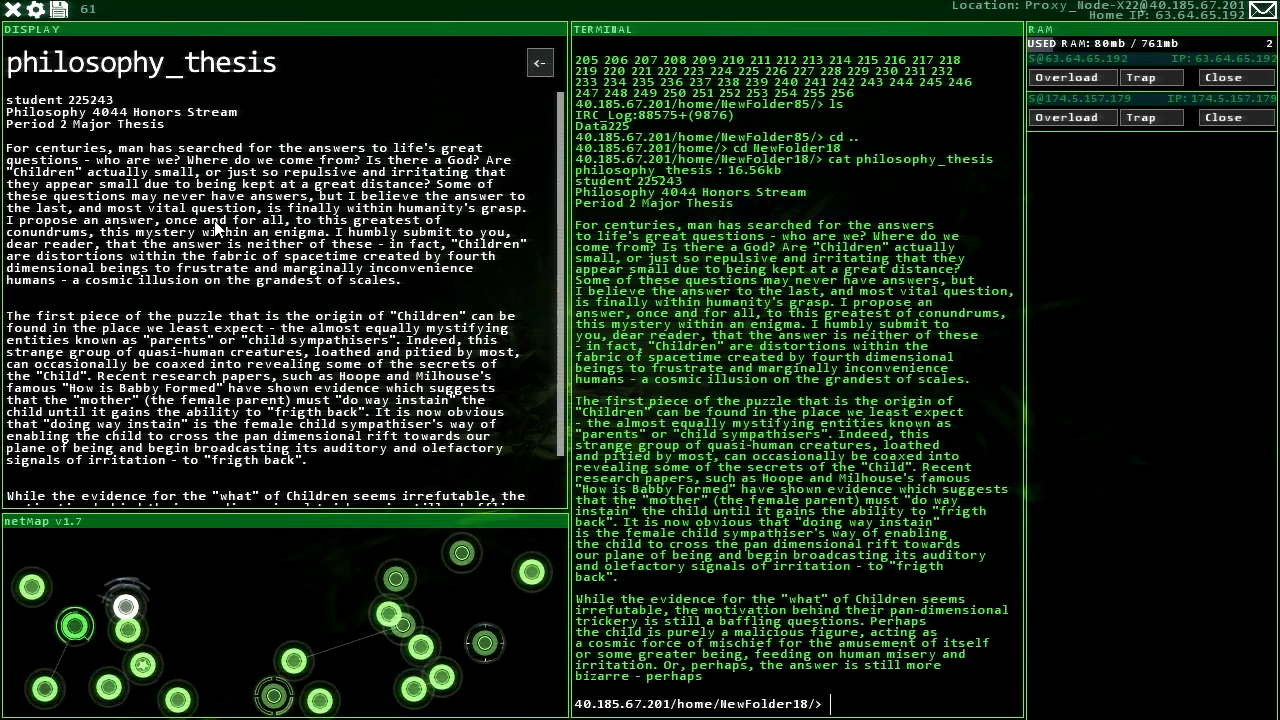 61
Location: Proxy_Node-X22@40.185.67.201
Home IP: 63.64.65.192
DISPLAY
philosophy_thesis
<-
student 225243
Philosophy 4044 Honors Stream
Period 2 Major Thesis
For centuries, man has searched for the answers to life's great
questions - who are we? Where do we come from? Is there a God? Are
"Children" actually small, or just so repulsive and irritating that
they appear small due to being kept at a great distance? Some of
these questions may never have answers, but I believe the answer to
the last, and most vital question, is finally within humanity's grasp.
I propose an answer, once and for all, to this greatest of
conundrums, this mystery within an enigma. I humbly submit to you,
dear reader, that the answer is neither of these - in fact, "Children"
are distortions within the fabric of spacetime created by fourth
dimensional beings to frustrate and marginally inconvenience
humans - a cosmic illusion on the grandest of scales.
The first piece of the puzzle that is the origin of "Children" can be
found in the place we least expect - the almost equally mystifying
entities known as "parents" or "child sympathisers". Indeed, this
strange group of quasi-human creatures, loathed and pitied by most,
can occasionally be coaxed into revealing some of the secrets of
the "Child". Recent research papers, such as Hoope and Milhouse's
famous "How is Babby Formed" have shown evidence which suggests
that the "mother" (the female parent) must "do way instain" the
child until it gains the ability to "frigth back". It is now obvious
that "doing way instain" is the female child sympathiser's way of
enabling the child to cross the pan dimensional rift towards our
plane of being and begin broadcasting its auditory and olefactory
signals of irritation - to "frigth back".
While the evidence for the "what" of Children seems irrefutable, the
netMap v1.7
TERMINAL
205 206 207 208 209 210 211 212 213 214 215 216 217 218
219 220 221 222 223 224 225 226 227 228 229 230 231 232
233 234 235 236 237 238 239 240 241 242 243 244 245 246
247 248 249 250 251 252 253 254 255 256
40.185.67.201/home/NewFolder85/> ls
IRC_Log:88575+(9876)
Data225
40.185.67.201/home/NewFolder85/> cd ..
40.185.67.201/home/> cd NewFolder18
40.185.67.201/home/NewFolder18/> cat philosophy_thesis
philosophy_thesis : 16.56kb
student 225243
Philosophy 4044 Honors Stream
Period 2 Major Thesis
For centuries, man has searched for the answers
to life's great questions - who are we? Where do we
come from? Is there a God? Are "Children" actually
small, or just so repulsive and irritating that they
appear small due to being kept at a great distance?
Some of these questions may never have answers, but
I believe the answer to the last, and most vital question,
is finally within humanity's grasp. I propose an
answer, once and for all, to this greatest of conundrums,
this mystery within an enigma. I humbly submit to
you, dear reader, that the answer is neither of these
- in fact, "Children" are distortions within the
fabric of spacetime created by fourth dimensional
beings to frustrate and marginally inconvenience
humans - a cosmic illusion on the grandest of scales.
The first piece of the puzzle that is the origin of
"Children" can be found in the place we least expect
- the almost equally mystifying entities known as
"parents" or "child sympathisers". Indeed, this
strange group of quasi-human creatures, loathed
and pitied by most, can occasionally be coaxed into
revealing some of the secrets of the "Child". Recent
research papers, such as Hoope and Milhouse's famous
"How is Babby Formed" have shown evidence which suggests
that the "mother" (the female parent) must "do way
instain" the child until it gains the ability to "frigth
back". It is now obvious that "doing way instain"
is the female child sympathiser's way of enabling
the child to cross the pan dimensional rift towards
our plane of being and begin broadcasting its auditory
and olefactory signals of irritation - to "frigth
back".
While the evidence for the "what" of Children seems
irrefutable, the motivation behind their pan-dimensional
trickery is still a baffling questions. Perhaps
the child is purely a malicious figure, acting as
a cosmic force of mischief for the amusement of itself
or some greater being, feeding on human misery and
irritation. Or, perhaps, the answer is still more
bizarre - perhaps
40.185.67.201/home/NewFolder18/>
RAM
USED RAM: 80mb / 761mb 2
S@63.64.65.192 IP: 63.64.65.192
Overload Trap Close
S@174.5.157.179 IP: 174.5.157.179
Overload Trap Close